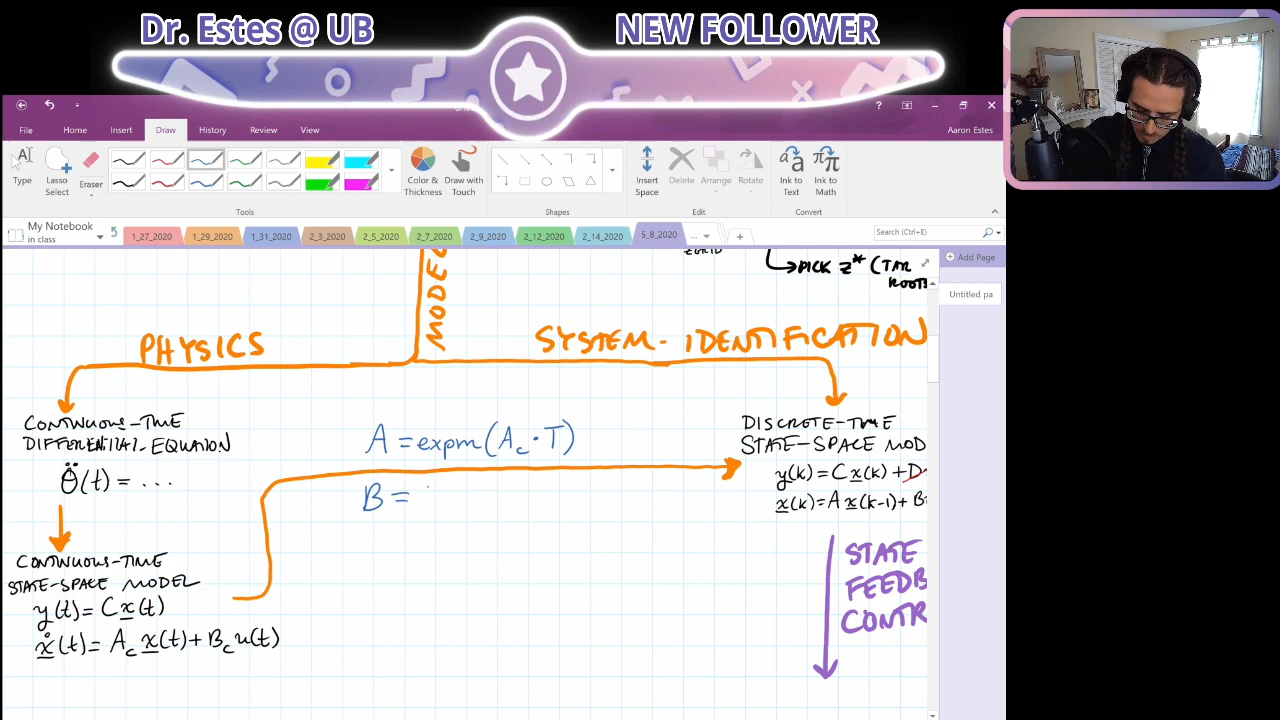 Dr. Estes @ UB
NEW FOLLOWER
Aaron Estes
File Home Insert Draw History Review View
Type
Lasso Select
Eraser
Color & Thickness
Draw with Touch
Insert Space
Delete
Arrange
Rotate
Ink to Text
Ink to Math
Tools
Shapes
Edit
Convert
My Notebook
in class
1_27_2020 1_29_2020 1_31_2020 2_3_2020 2_5_2020 2_7_2020 2_9_2020 2_12_2020 2_14_2020 5_8_2020 ...
Search (Ctrl+E)
Add Page
Untitled pa
MODEL
PICK z* (TAR
ROOTS
PHYSICS
SYSTEM-IDENTIFICATION
CONTINUOUS-TIME
DIFFERENTIAL-EQUATION
θ̈(t) = ...
CONTINUOUS-TIME
STATE-SPACE MODEL
y(t) = C x(t)
ẋ(t) = A_c x(t) + B_c u(t)
A = expm(A_c · T)
B =
DISCRETE-TIME
STATE-SPACE MOD
y(k) = C x(k) + D
x(k) = A x(k-1) + B
STATE
FEEDB
CONTR